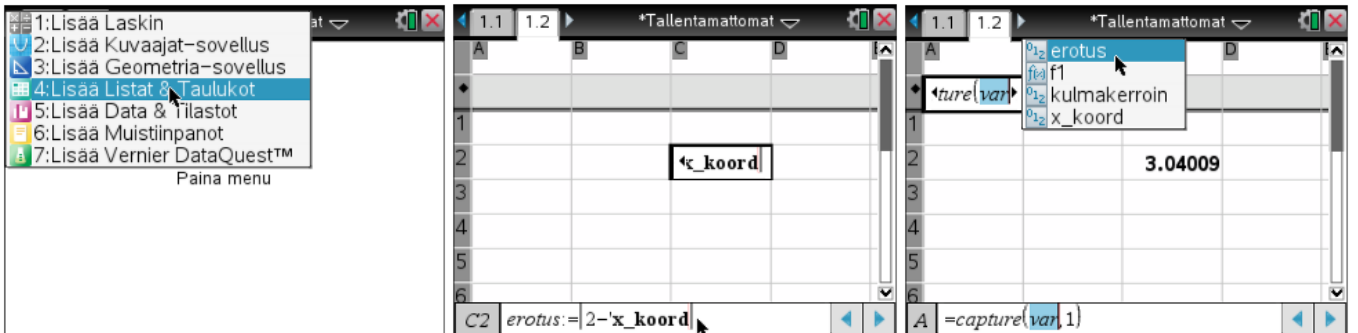 1:Lisää Laskin
2:Lisää Kuvaajat-sovellus
3:Lisää Geometria-sovellus
4:Lisää Listat & Taulukot
5:Lisää Data & Tilastot
6:Lisää Muistiinpanot
7:Lisää Vernier DataQuest™
at
Paina menu
1.1 1.2 *Tallentamattomat
A B C D E
1
2 x_koord
3
4
5
6
C2 erotus:=2-'x_koord
1.1 1.2 *Tallentamattomat
A D E
ture(var
erotus
f(x) f1
kulmakerroin
x_koord
1
2 3.04009
3
4
5
6
A =capture(var,1)